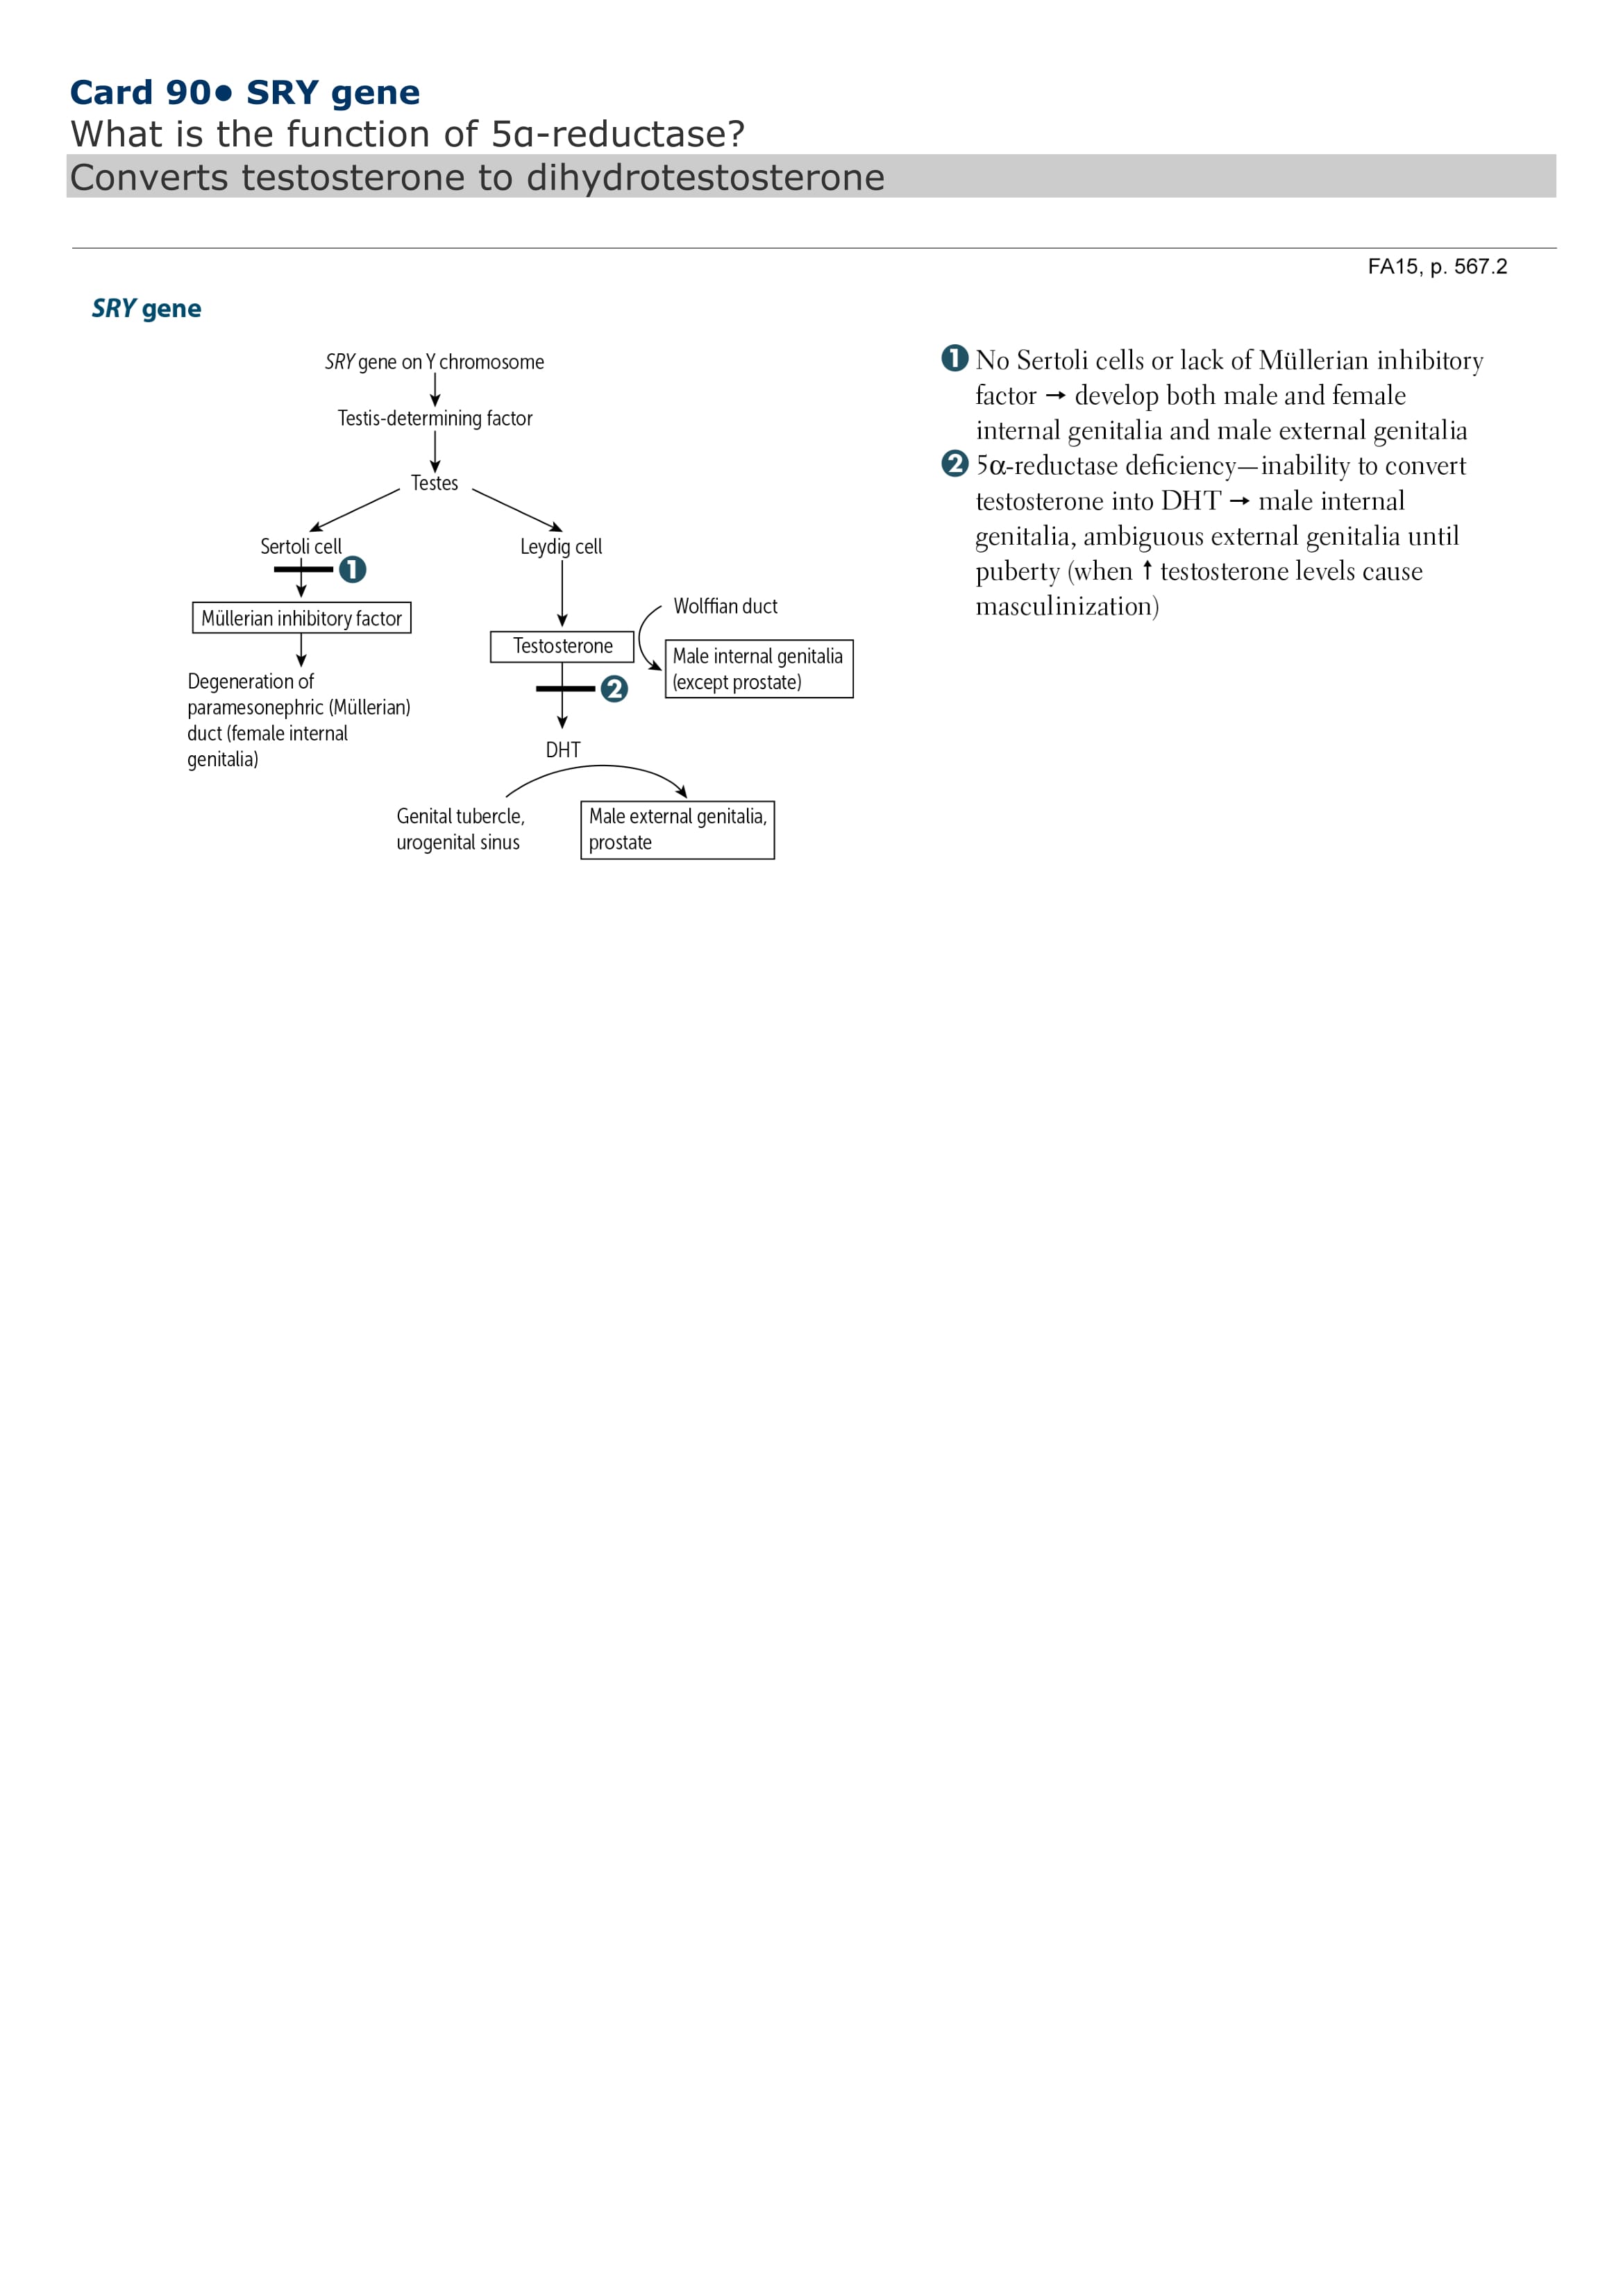 Card 90● SRY gene
What is the function of 5α-reductase?
Converts testosterone to dihydrotestosterone
FA15, p. 567.2
SRY gene
SRY gene on Y chromosome
Testis-determining factor
Testes
Sertoli cell
Leydig cell
1
Müllerian inhibitory factor
Degeneration of
paramesonephric (Müllerian)
duct (female internal
genitalia)
Wolffian duct
Testosterone
Male internal genitalia
(except prostate)
2
DHT
Genital tubercle,
urogenital sinus
Male external genitalia,
prostate
1 No Sertoli cells or lack of Müllerian inhibitory
factor → develop both male and female
internal genitalia and male external genitalia
2 5α-reductase deficiency—inability to convert
testosterone into DHT → male internal
genitalia, ambiguous external genitalia until
puberty (when ↑ testosterone levels cause
masculinization)